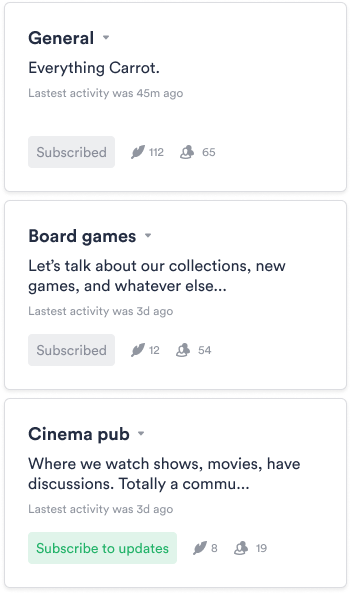 General
Everything Carrot.
Lastest activity was 45m ago
Subscribed 112 65
Board games
Let’s talk about our collections, new
games, and whatever else...
Lastest activity was 3d ago
Subscribed 12 54
Cinema pub
Where we watch shows, movies, have
discussions. Totally a commu...
Lastest activity was 3d ago
Subscribe to updates 8 19